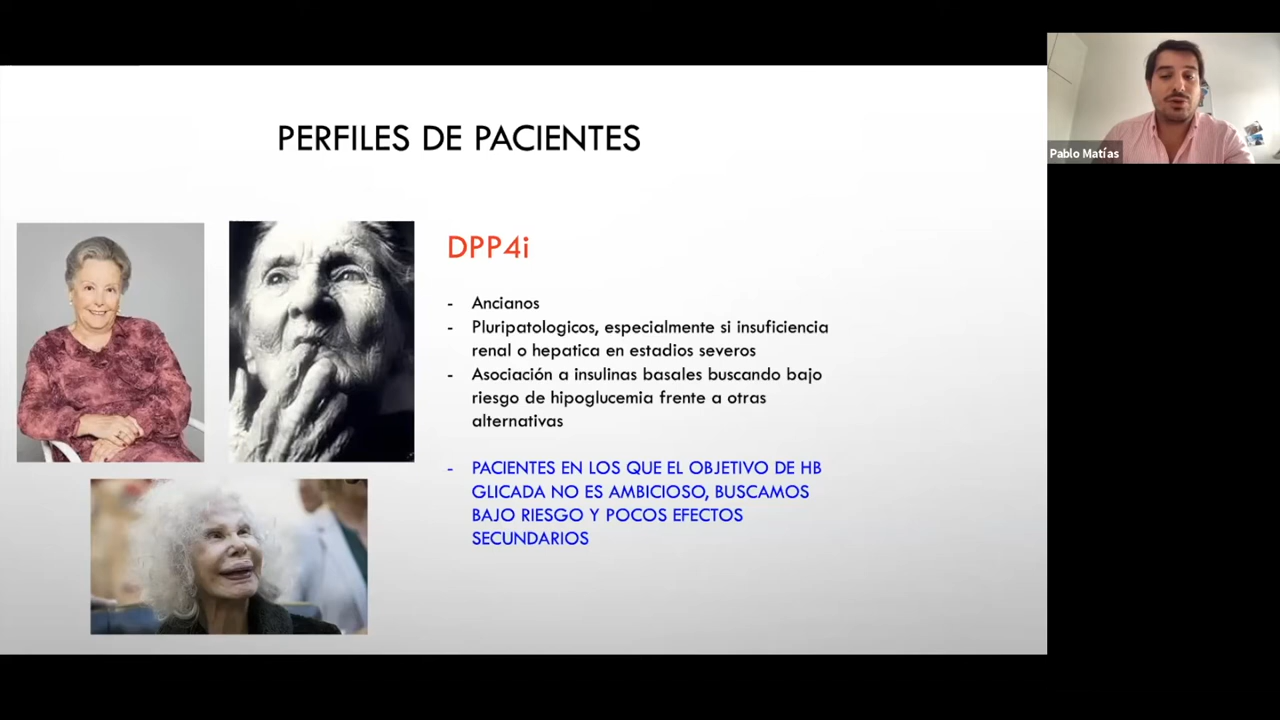 PERFILES DE PACIENTES
Pablo Matías
DPP4i
- Ancianos
- Pluripatologicos, especialmente si insuficiencia
renal o hepatica en estadios severos
- Asociación a insulinas basales buscando bajo
riesgo de hipoglucemia frente a otras
alternativas
- PACIENTES EN LOS QUE EL OBJETIVO DE HB
GLICADA NO ES AMBICIOSO, BUSCAMOS
BAJO RIESGO Y POCOS EFECTOS
SECUNDARIOS